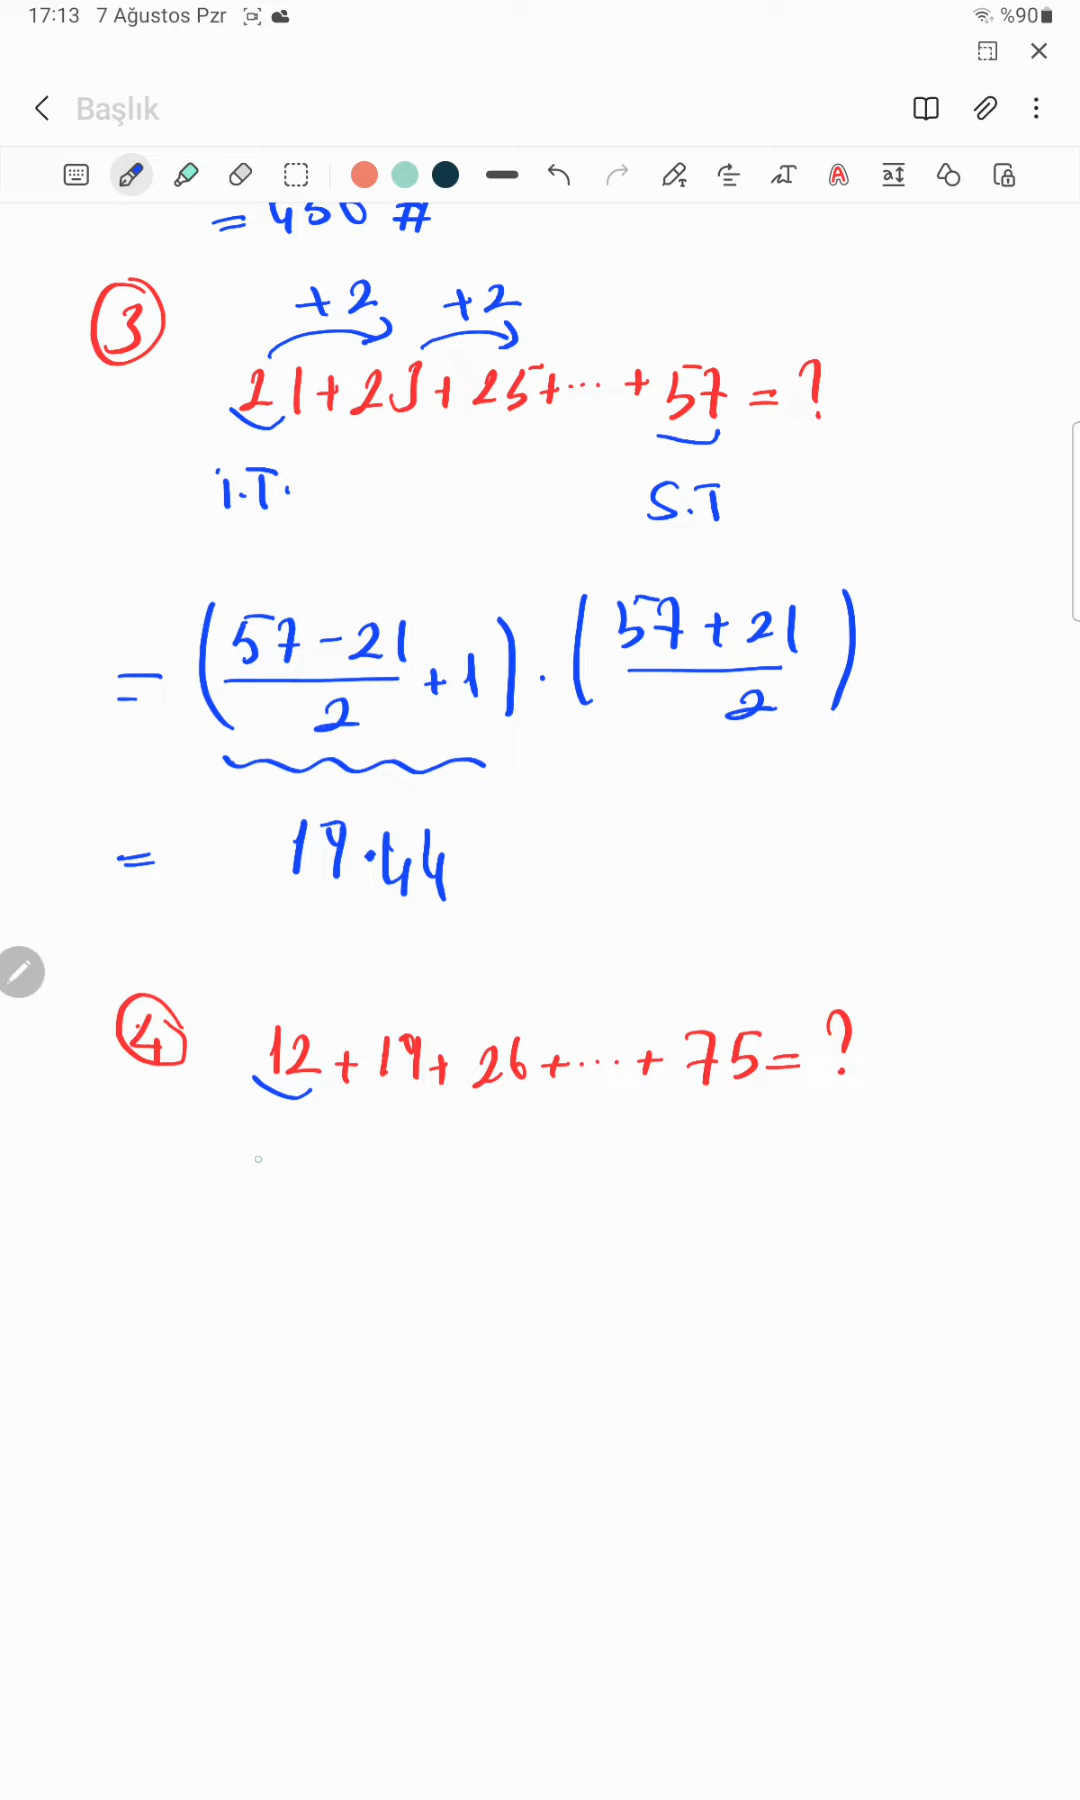 17:13 7 Ağustos Pzr %90
Başlık
= 450 #
3
+2 +2
21+23+25+...+57=?
İ.T. S.T
= (57-21/2 +1).(57+21/2)
= 19.44
4
12+19+26+...+75=?